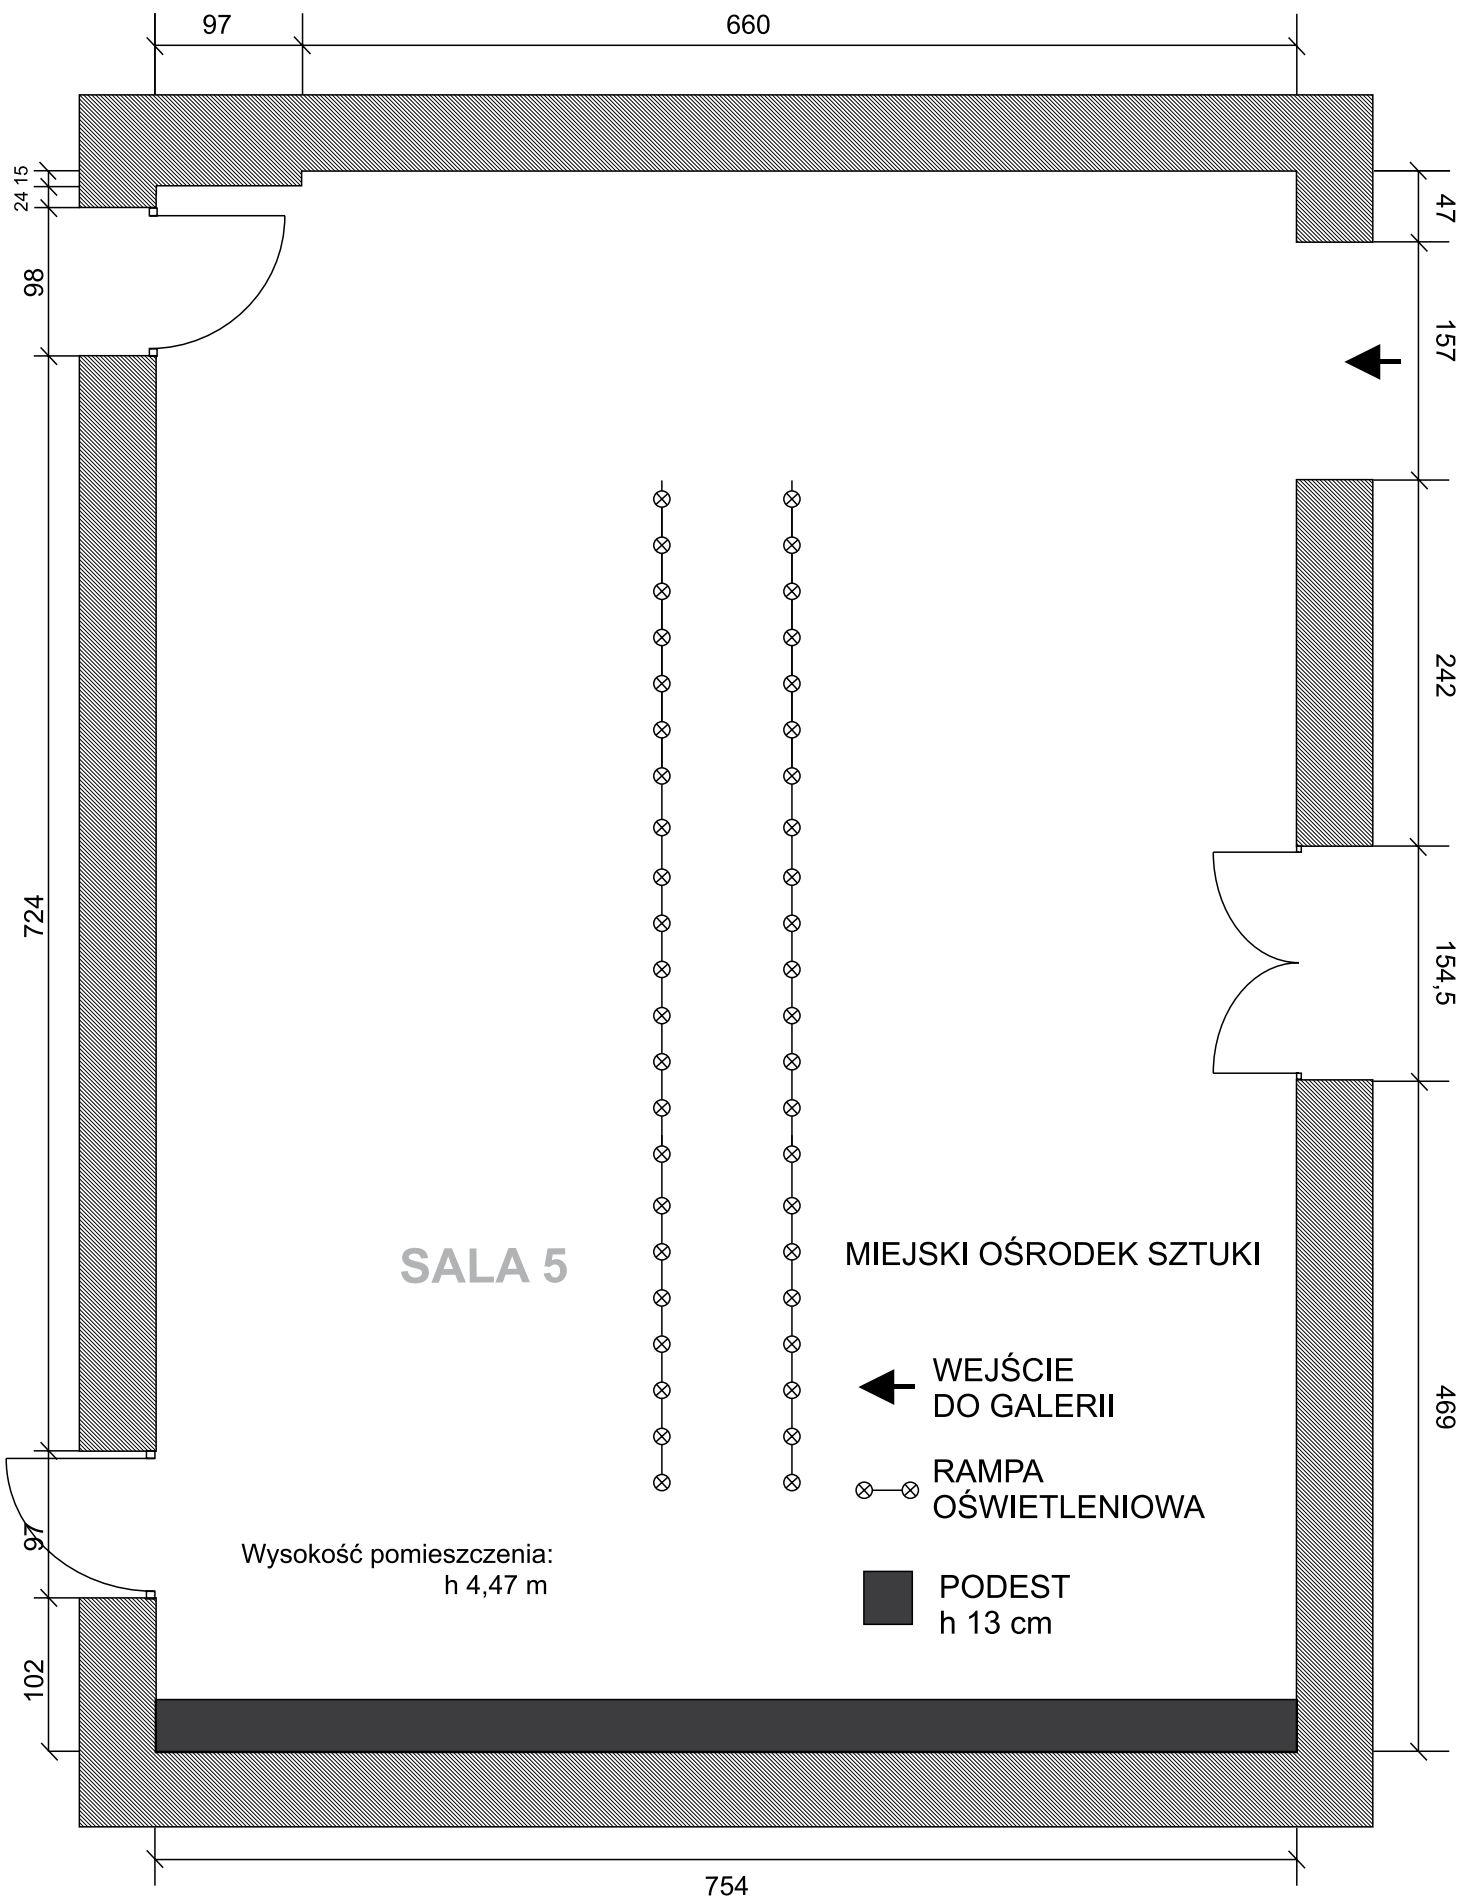 97
660
24 15
47
98
157
242
724
154,5
SALA 5
MIEJSKI OŚRODEK SZTUKI
WEJŚCIE
DO GALERII
469
RAMPA
OŚWIETLENIOWA
97
Wysokość pomieszczenia:
h 4,47 m
PODEST
h 13 cm
102
754